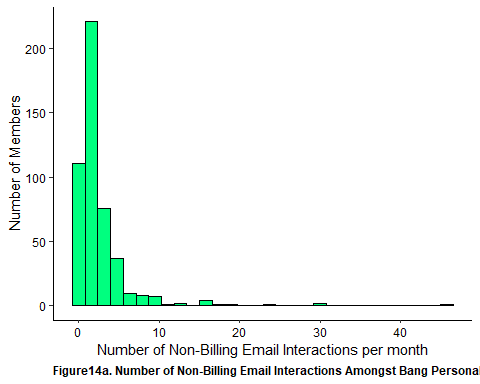 200
150
100
50
0
Number of Members
0 10 20 30 40
Number of Non-Billing Email Interactions per month
Figure14a. Number of Non-Billing Email Interactions Amongst Bang Personal